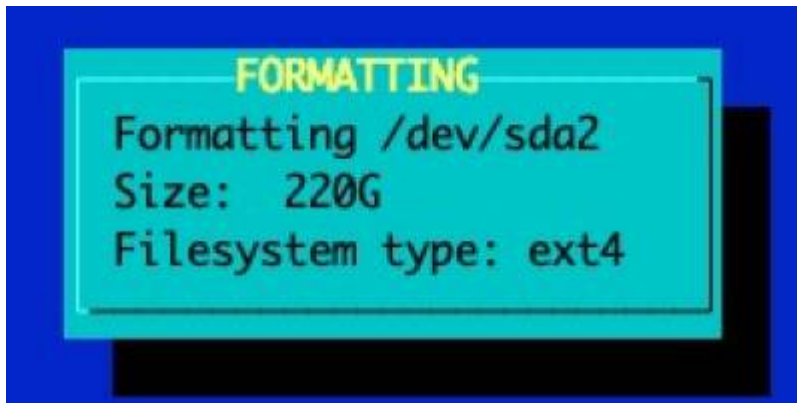 FORMATTING
Formatting /dev/sda2
Size:  220G
Filesystem type: ext4